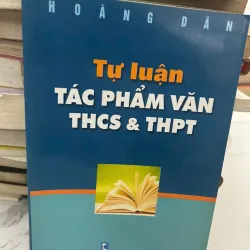 HOÀNG DÂN
Tự luận
TÁC PHẨM VĂN
THCS & THPT